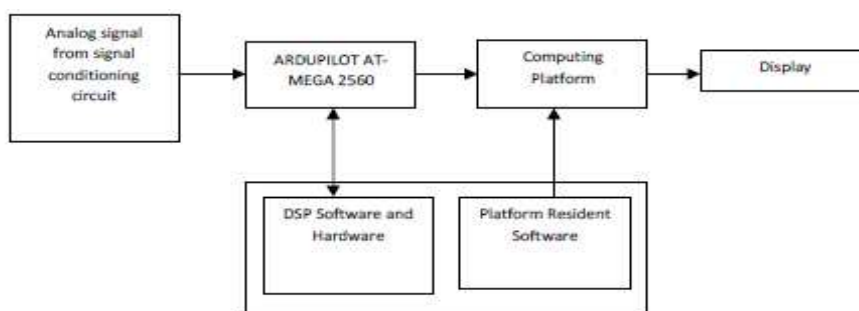 Analog signal
from signal
conditioning
circuit
ARDUPILOT AT-
MEGA 2560
Computing
Platform
Display
DSP Software and
Hardware
Platform Resident
Software